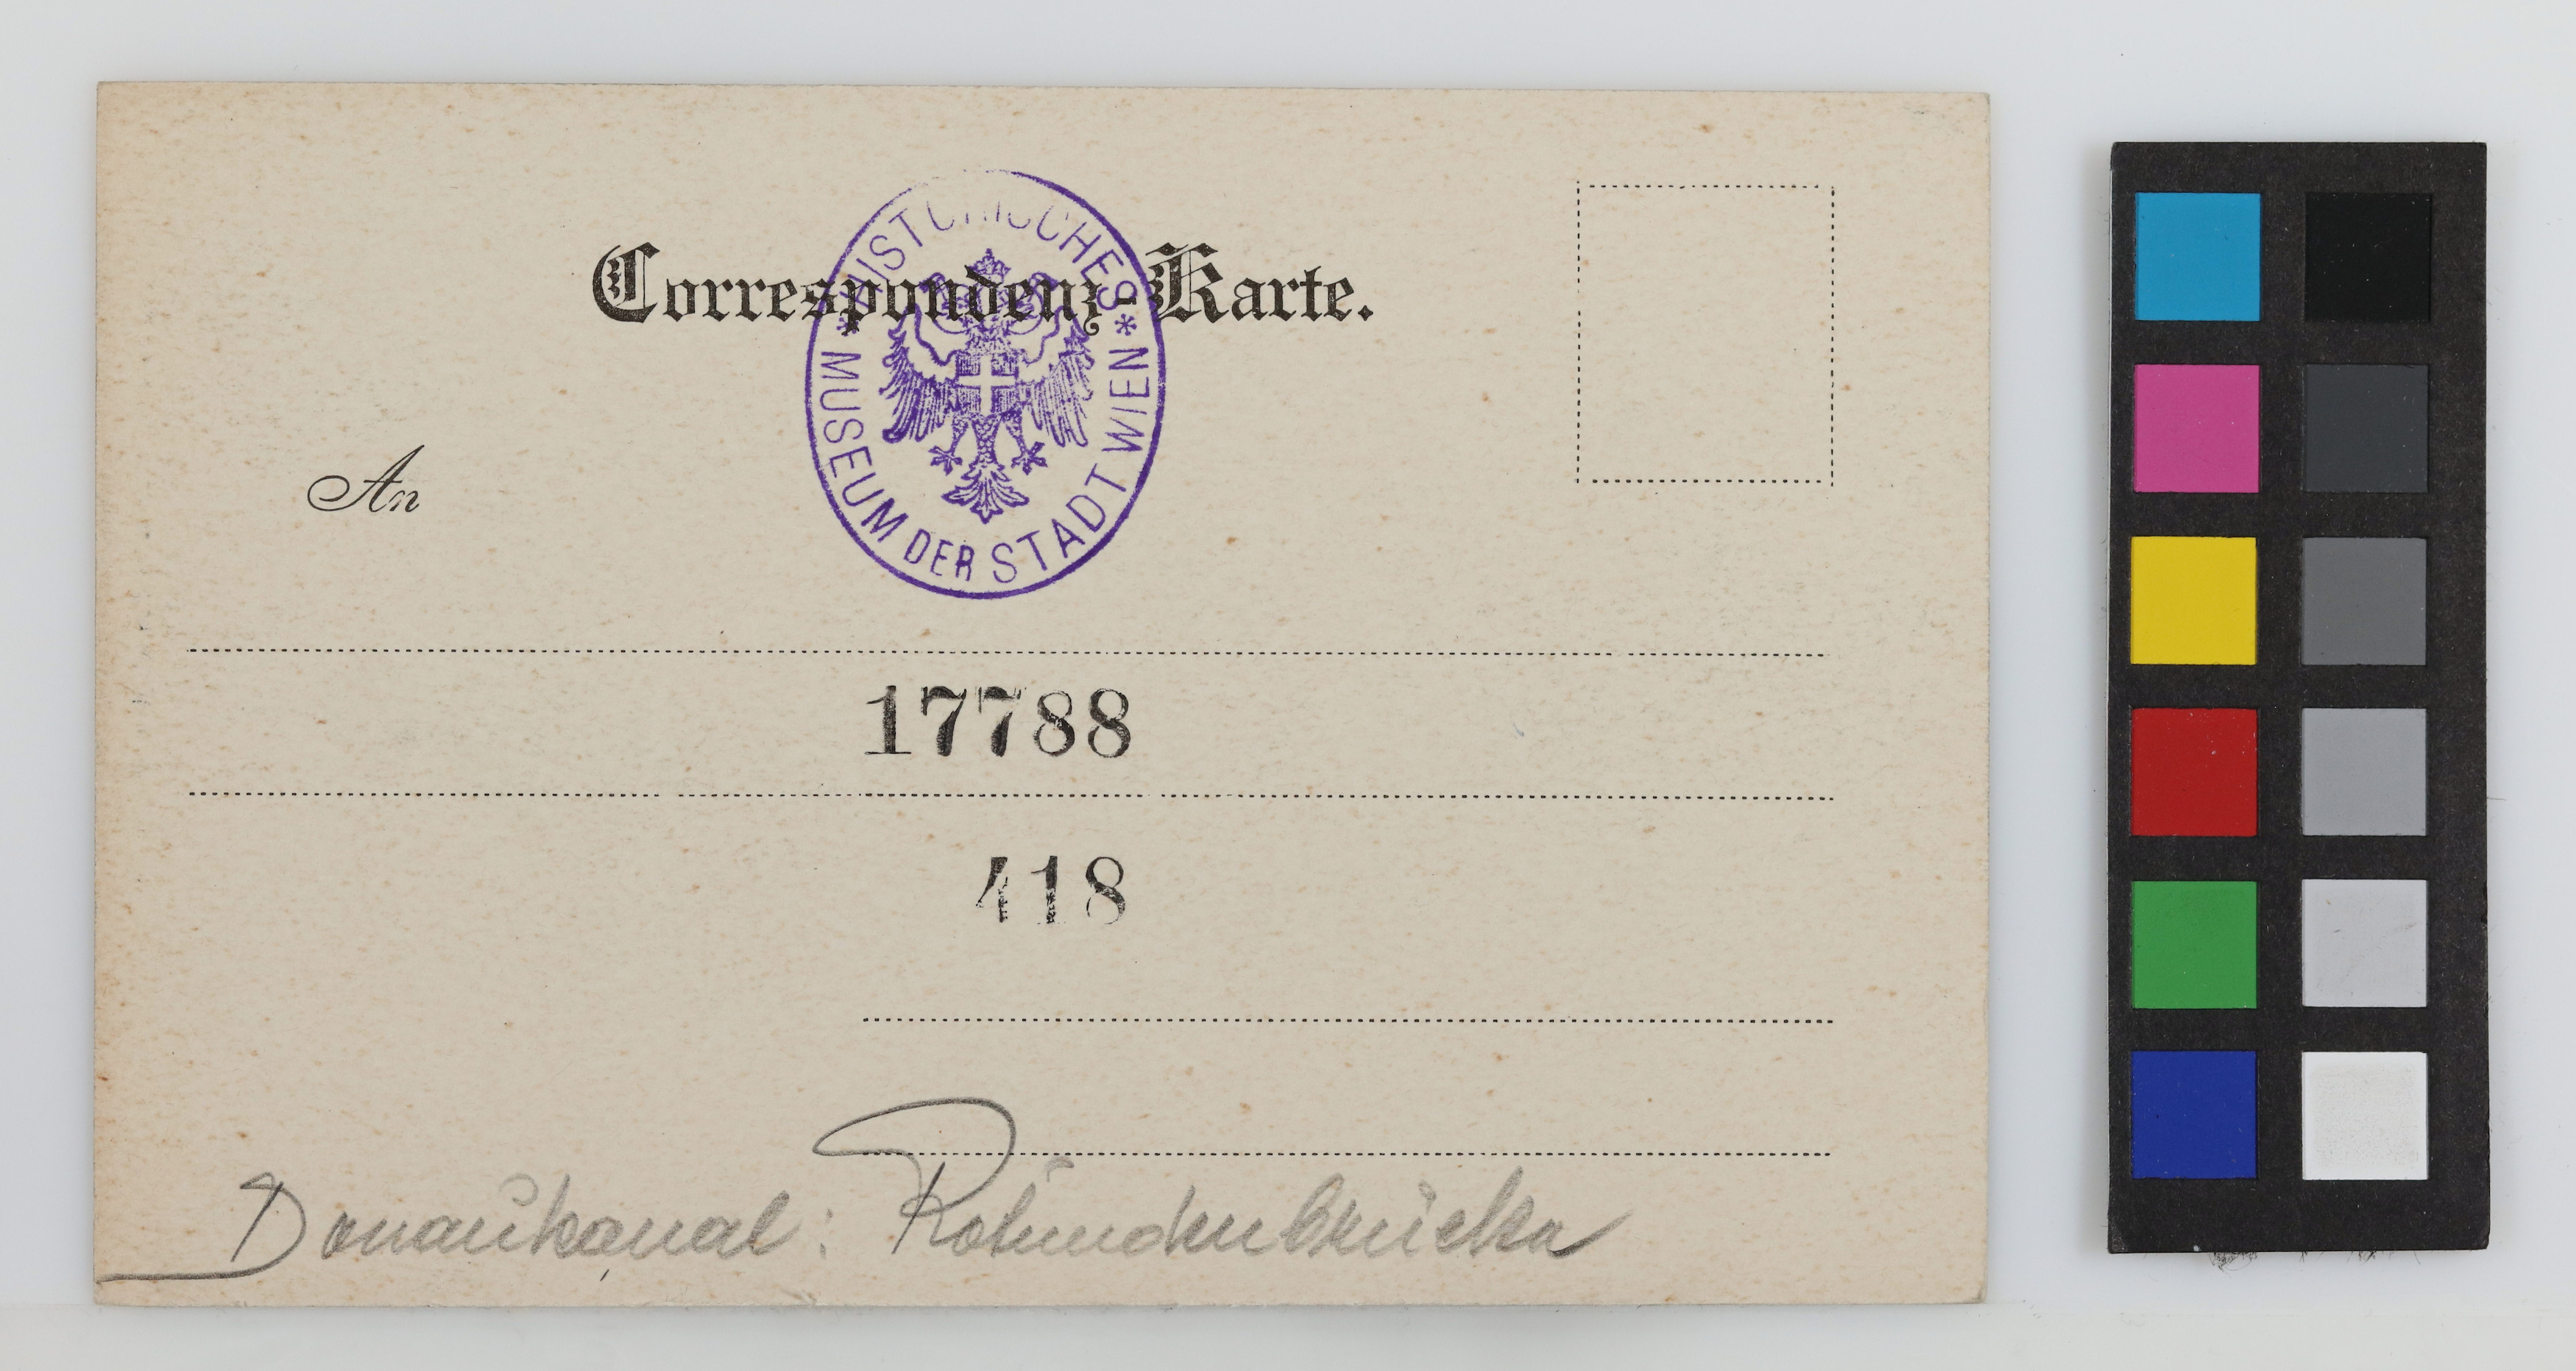 Correspondenz-Karte.
* HISTORISCHES *
MUSEUM DER STADT WIEN
An
17788
418
Donaukanal: Rotundenbrücke